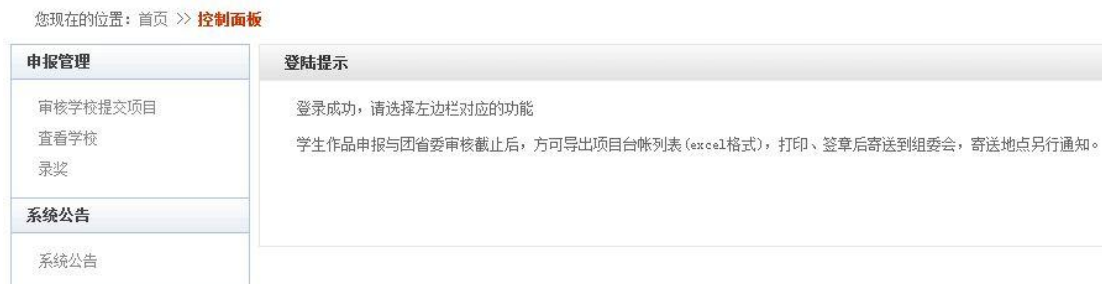 您现在的位置：首页 >> 控制面板
申报管理
审核学校提交项目
查看学校
录奖
系统公告
系统公告
登陆提示
登录成功，请选择左边栏对应的功能
学生作品申报与团省委审核截止后，方可导出项目台帐列表(excel格式)，打印、签章后寄送到组委会，寄送地点另行通知。